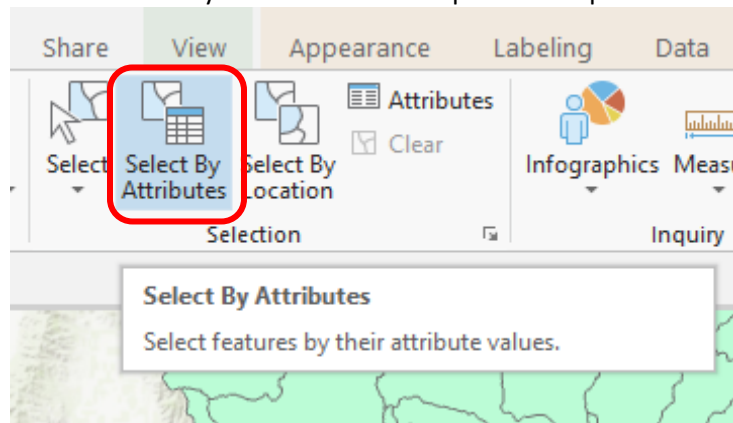 Share View Appearance Labeling Data
Attributes
Clear
Select Select By Select By Infographics
Attributes Location
Selection Inquiry
Select By Attributes
Select features by their attribute values.